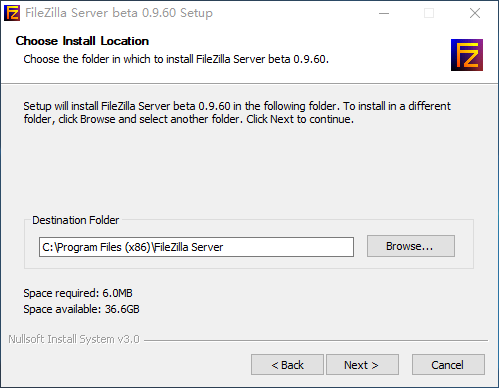 FileZilla Server beta 0.9.60 Setup
Choose Install Location
Choose the folder in which to install FileZilla Server beta 0.9.60.
Setup will install FileZilla Server beta 0.9.60 in the following folder. To install in a different
folder, click Browse and select another folder. Click Next to continue.
Destination Folder
C:\Program Files (x86)\FileZilla Server
Browse...
Space required: 6.0MB
Space available: 36.6GB
Nullsoft Install System v3.0
< Back
Next >
Cancel